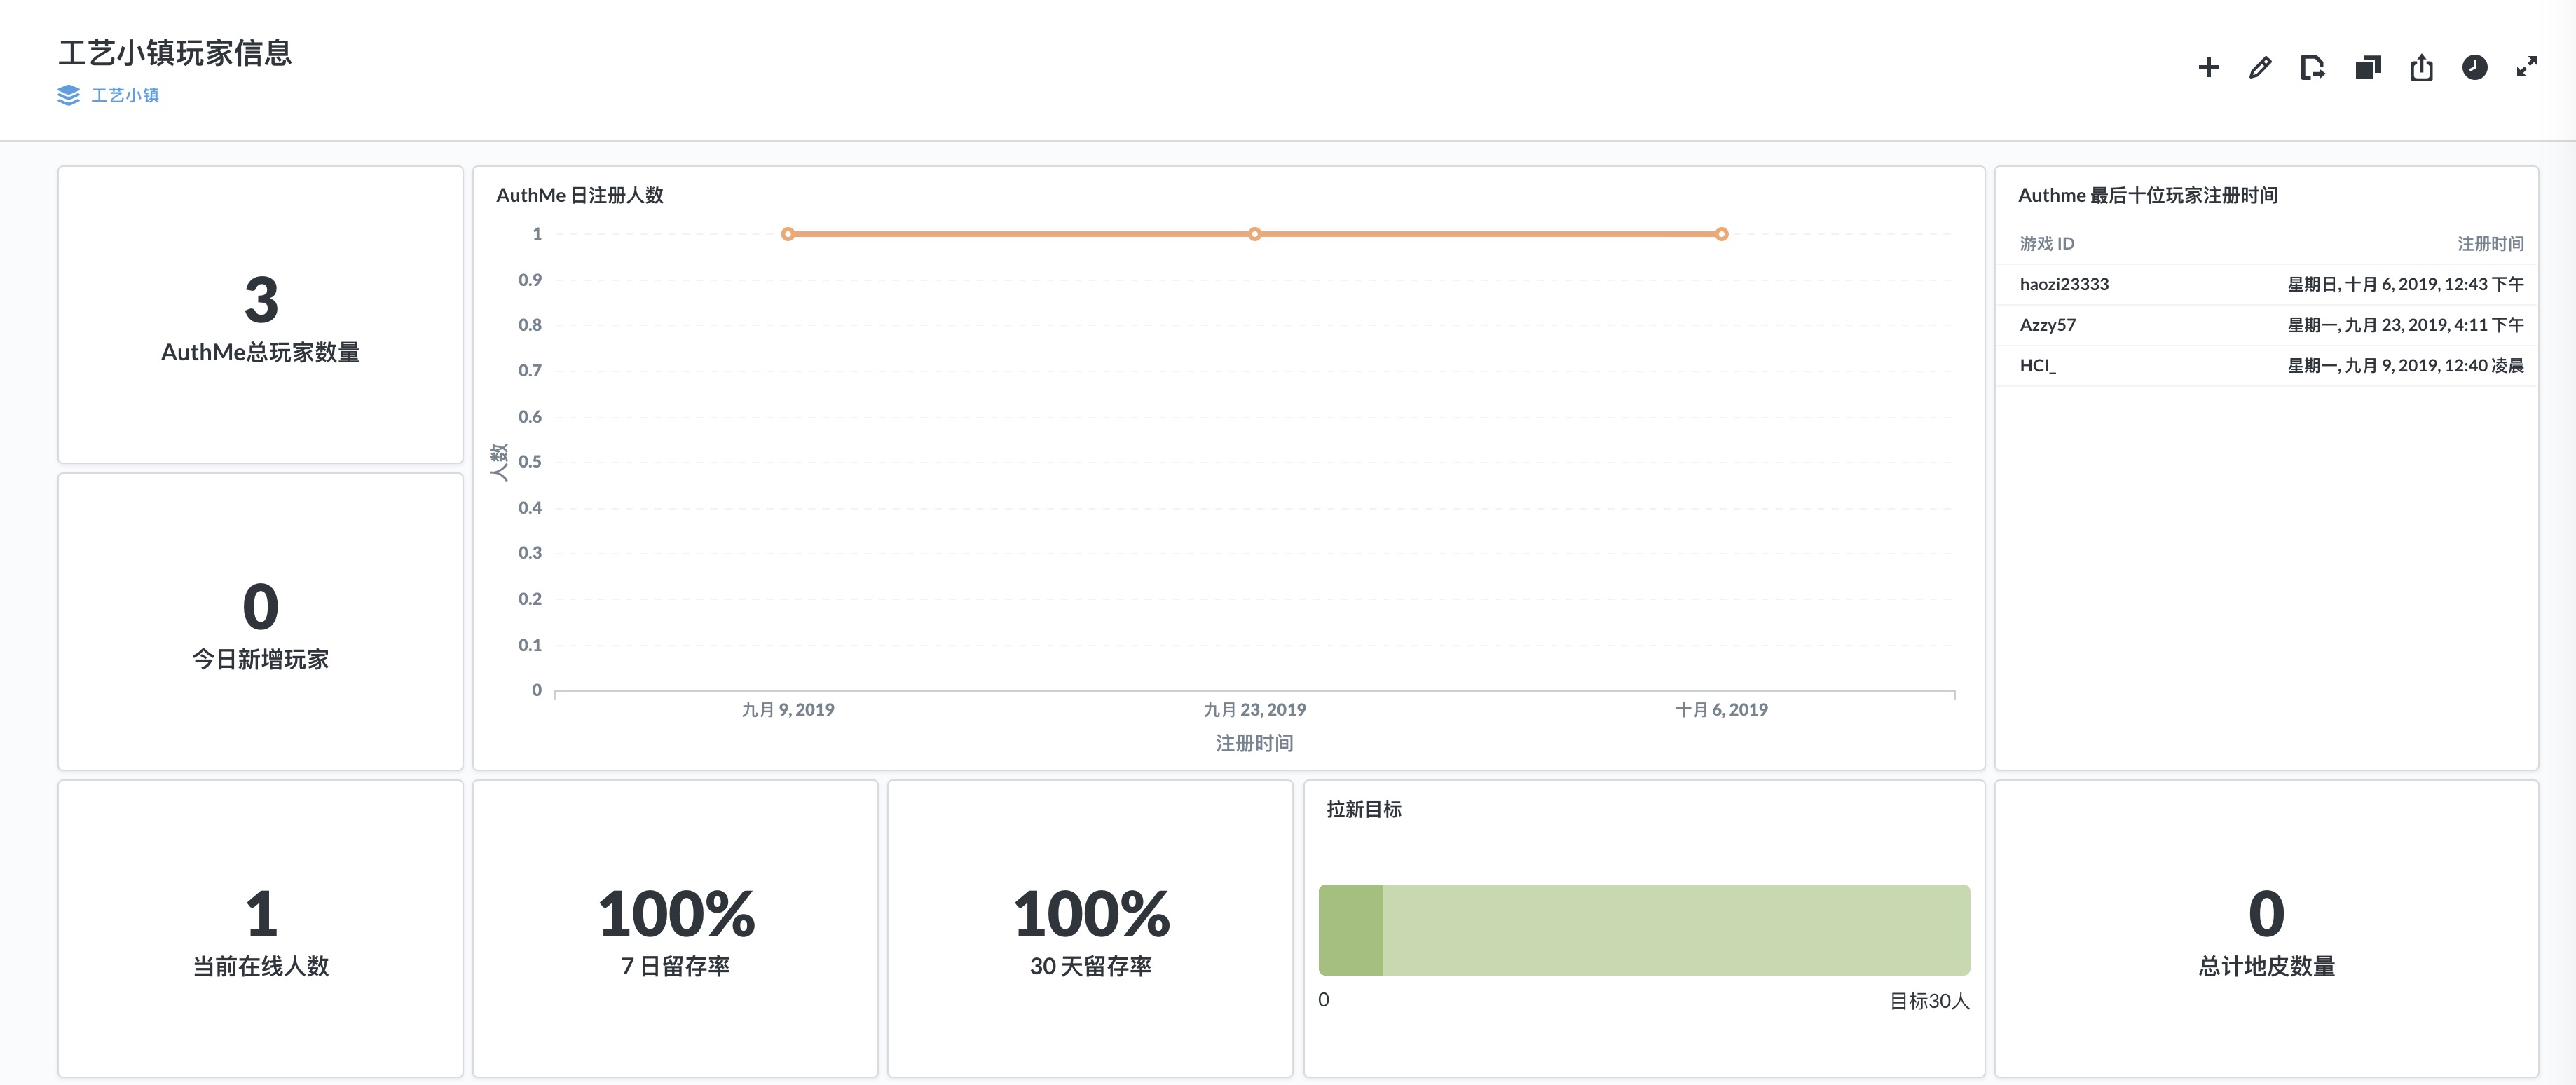 工艺小镇玩家信息
工艺小镇
3
AuthMe总玩家数量
0
今日新增玩家
AuthMe 日注册人数
人数
1
0.9
0.8
0.7
0.6
0.5
0.4
0.3
0.2
0.1
0
九月 9, 2019
九月 23, 2019
十月 6, 2019
注册时间
Authme 最后十位玩家注册时间
游戏 ID 注册时间
haozi23333 星期日, 十月 6, 2019, 12:43 下午
Azzy57 星期一, 九月 23, 2019, 4:11 下午
HCl_ 星期一, 九月 9, 2019, 12:40 凌晨
1
当前在线人数
100%
7 日留存率
100%
30 天留存率
拉新目标
0 目标30人
0
总计地皮数量